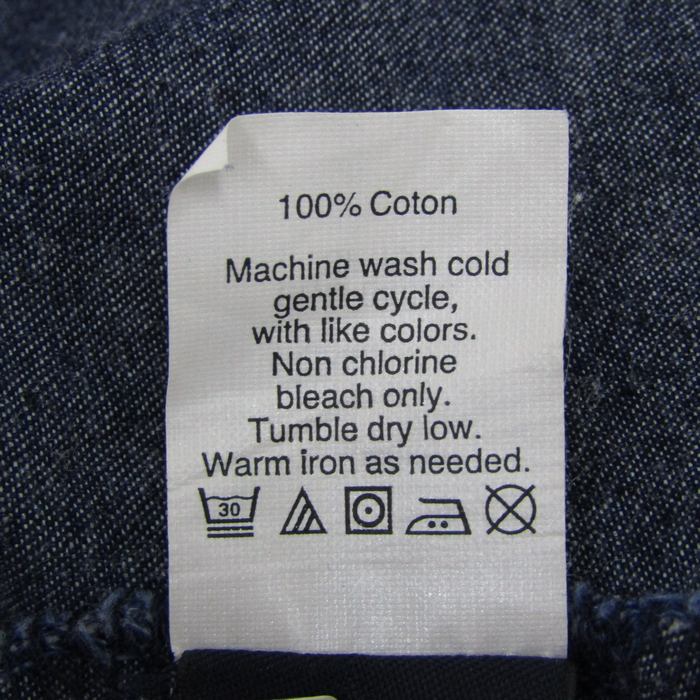 100% Coton
Machine wash cold
gentle cycle,
with like colors.
Non chlorine
bleach only.
Tumble dry low.
Warm iron as needed.
30